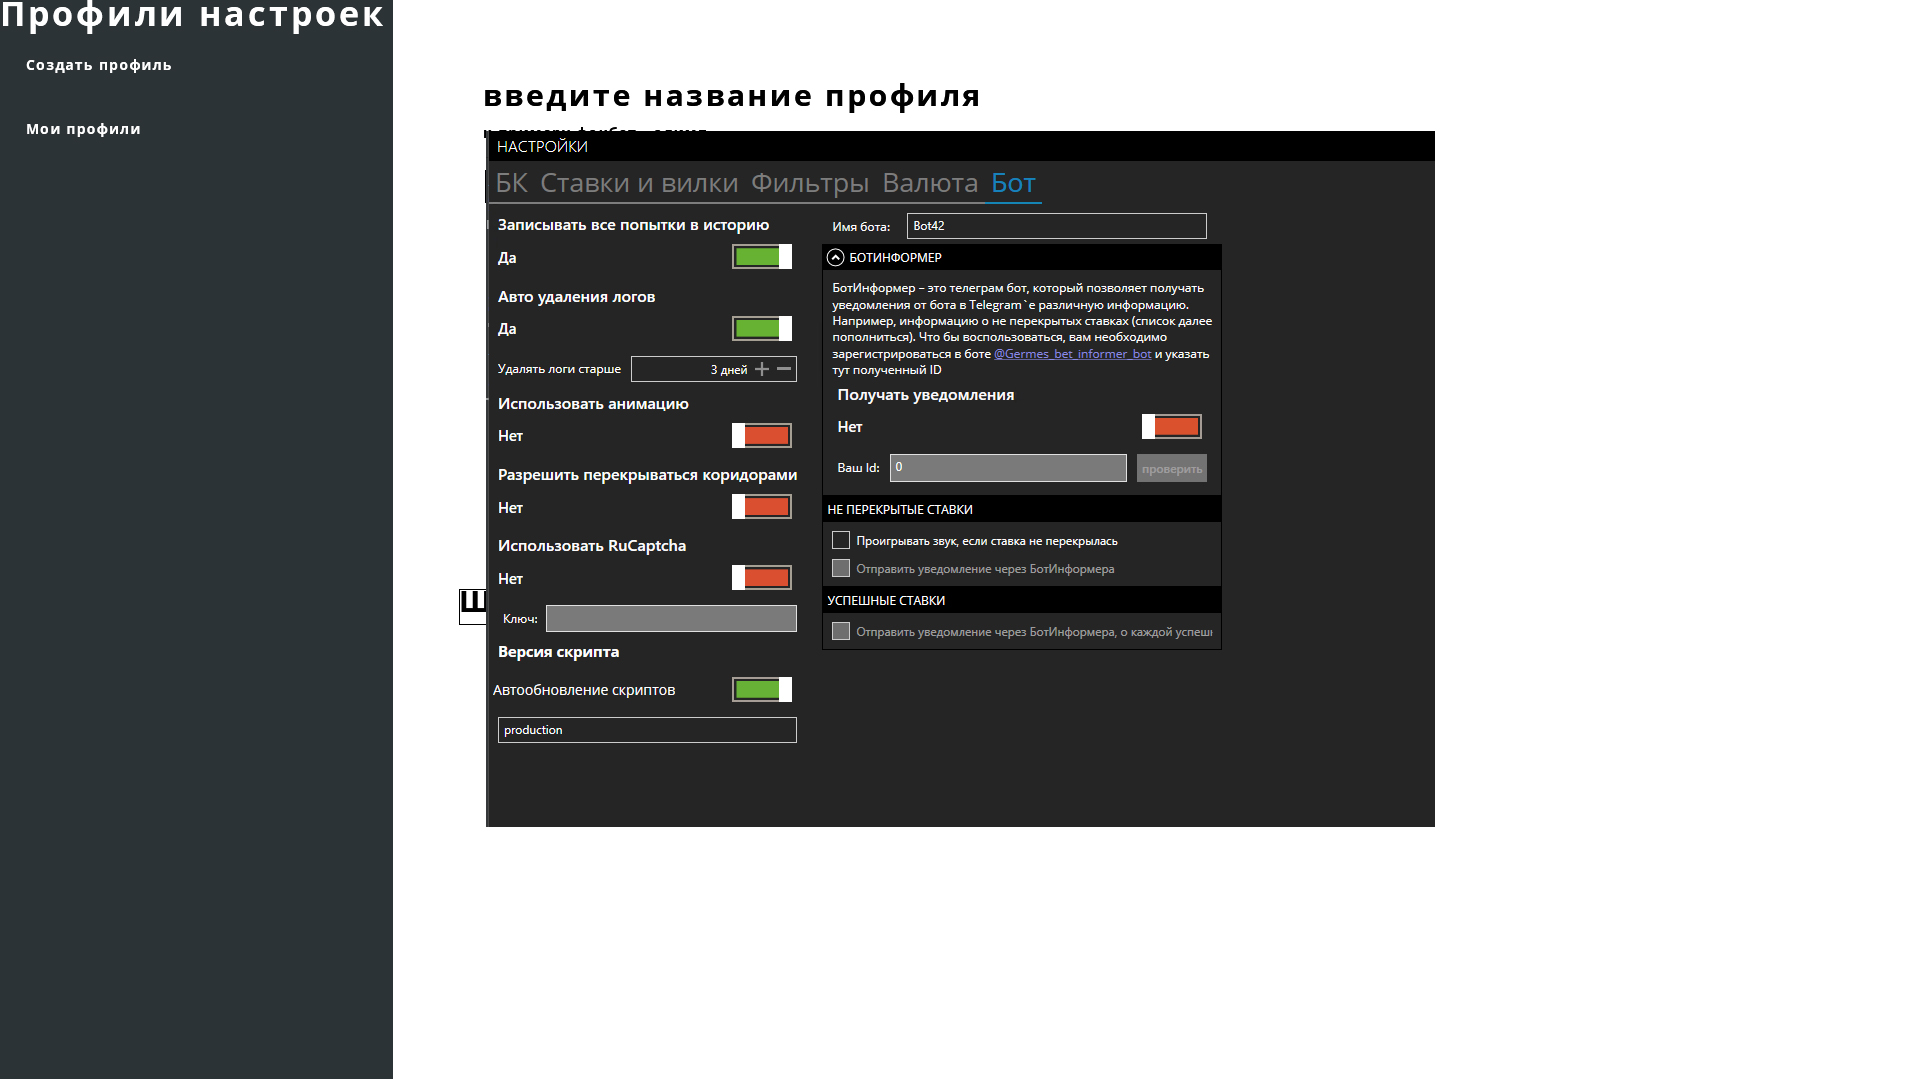 Профили настроек
Создать профиль
Мои профили
введите название профиля
НАСТРОЙКИ
БК Ставки и вилки Фильтры Валюта Бот
Записывать все попытки в историю
Да
Авто удаления логов
Да
Удалять логи старше 3 дней
Использовать анимацию
Нет
Разрешить перекрываться коридорами
Нет
Использовать RuCaptcha
Нет
Ключ:
Версия скрипта
Автообновление скриптов
production
Имя бота: Bot42
БОТИНФОРМЕР
БотИнформер – это телеграм бот, который позволяет получать
уведомления от бота в Telegram`е различную информацию.
Например, информацию о не перекрытых ставках (список далее
пополниться). Что бы воспользоваться, вам необходимо
зарегистрироваться в боте @Germes_bet_informer_bot и указать
тут полученный ID
Получать уведомления
Нет
Ваш Id: 0 проверить
НЕ ПЕРЕКРЫТЫЕ СТАВКИ
Проигрывать звук, если ставка не перекрылась
Отправить уведомление через БотИнформера
УСПЕШНЫЕ СТАВКИ
Отправить уведомление через БотИнформера, о каждой